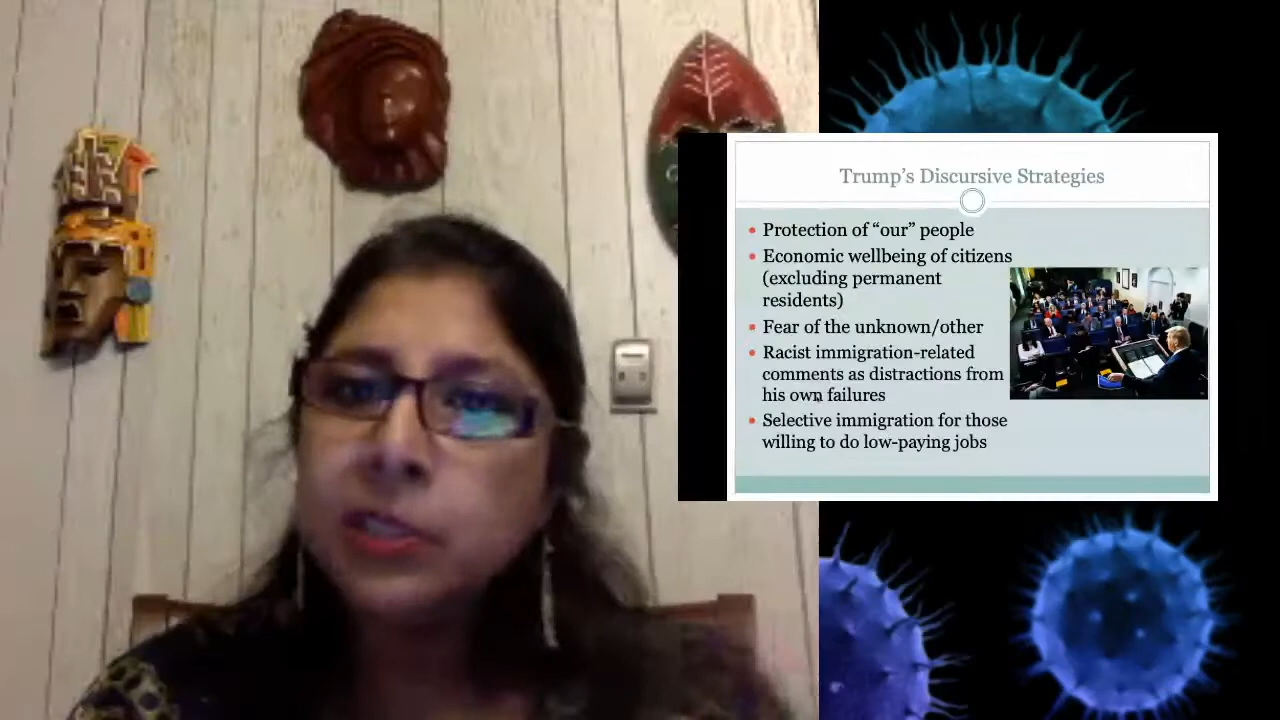 Trump’s Discursive Strategies
• Protection of “our” people
• Economic wellbeing of citizens
(excluding permanent
residents)
• Fear of the unknown/other
• Racist immigration-related
comments as distractions from
his own failures
• Selective immigration for those
willing to do low-paying jobs